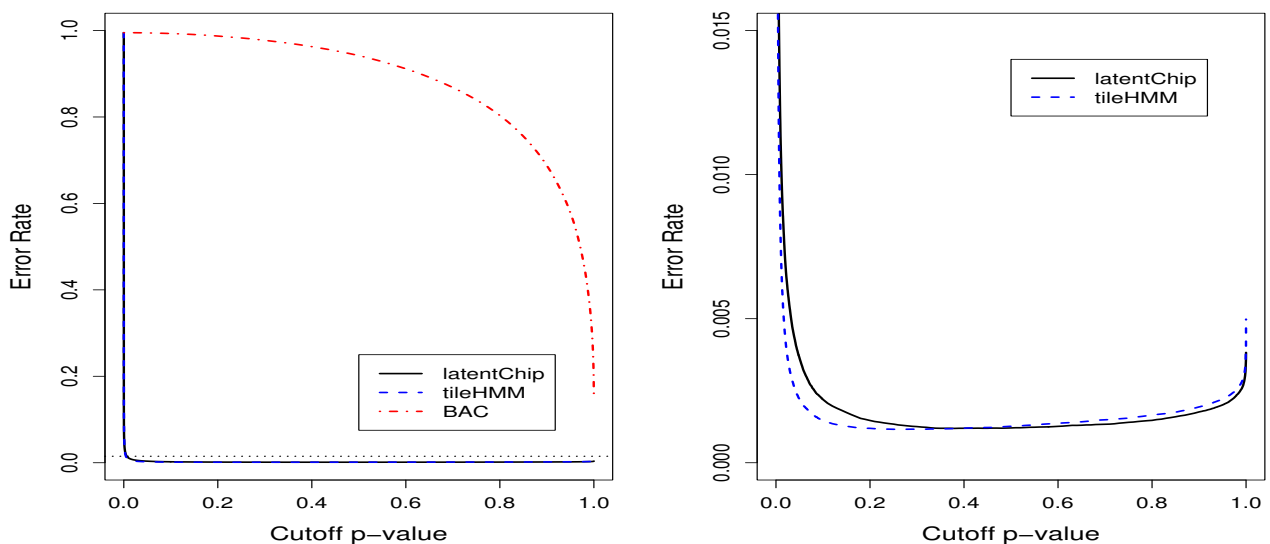 Error Rate
1.0
0.8
0.6
0.4
0.2
0.0
latentChip
tileHMM
BAC
0.0 0.2 0.4 0.6 0.8 1.0
Cutoff p-value
Error Rate
0.015
0.010
0.005
0.000
latentChip
tileHMM
0.0 0.2 0.4 0.6 0.8 1.0
Cutoff p-value